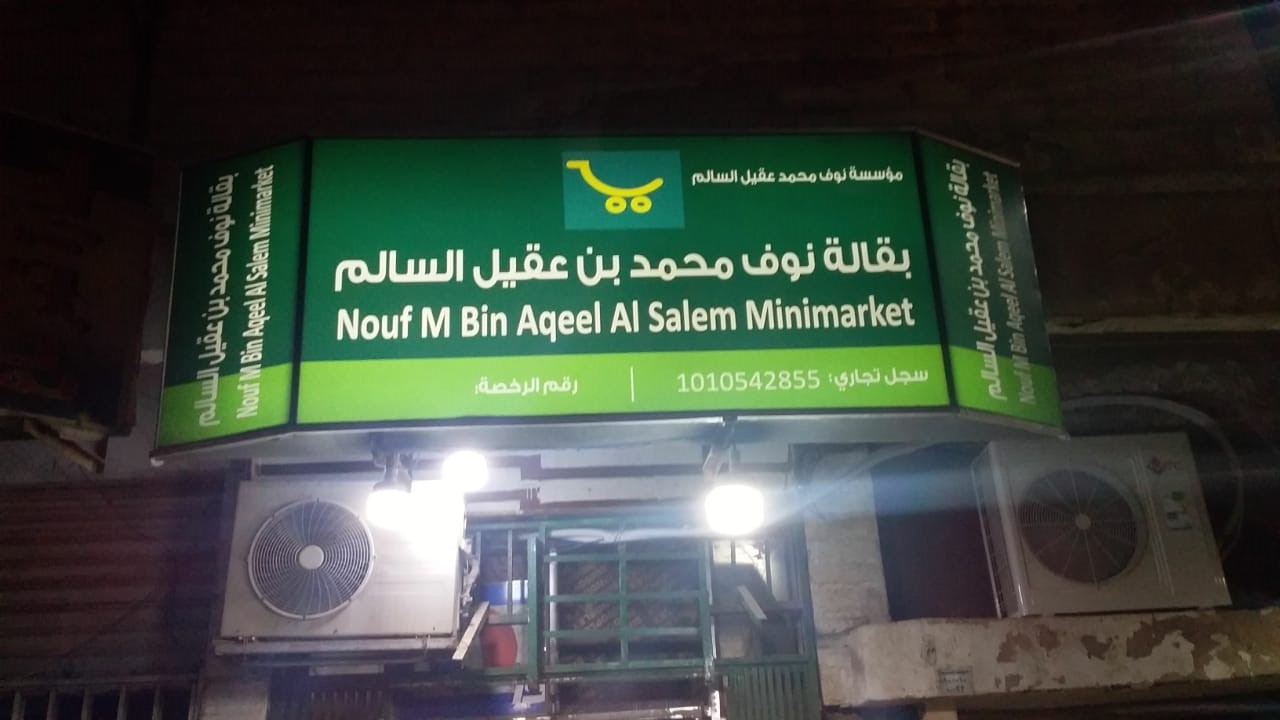 مؤسسة نوف محمد عقيل السالم
بقالة نوف محمد بن عقيل السالم
Nouf M Bin Aqeel Al Salem Minimarket
سجل تجاري: 1010542855 | رقم الرخصة:
بقالة نوف محمد بن عقيل السالم
Nouf M Bin Aqeel Al Salem Minimarket
بقالة نوف محمد بن عقيل السالم
Nouf M Bin Aqeel Al Salem Minimarket